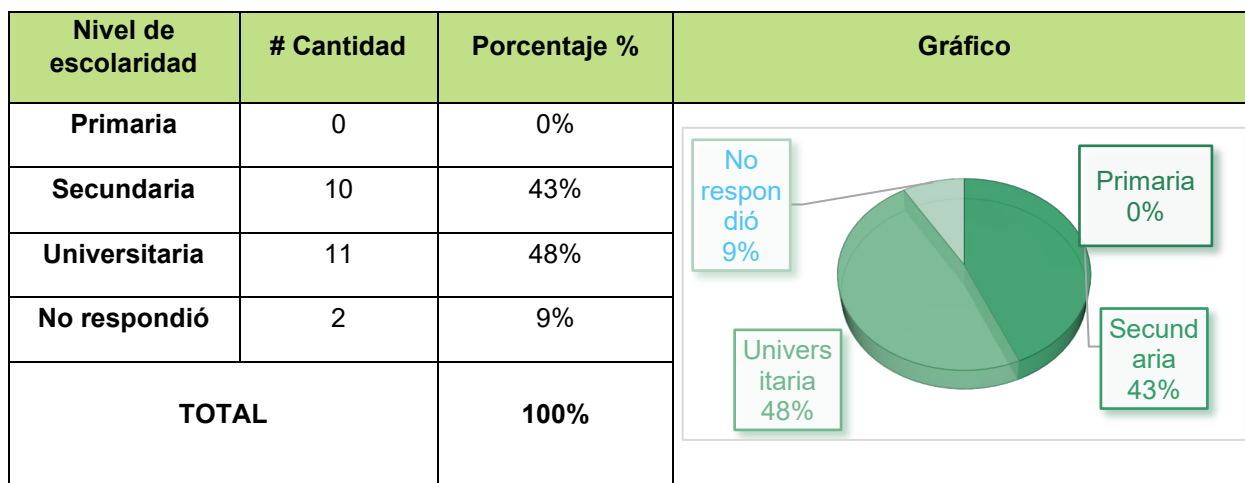 Nivel de
escolaridad
# Cantidad
Porcentaje %
Gráfico
Primaria
0
0%
Secundaria
10
43%
Universitaria
11
48%
No respondió
2
9%
TOTAL
100%
No
respon
dió
9%
Primaria
0%
Univers
itaria
48%
Secund
aria
43%